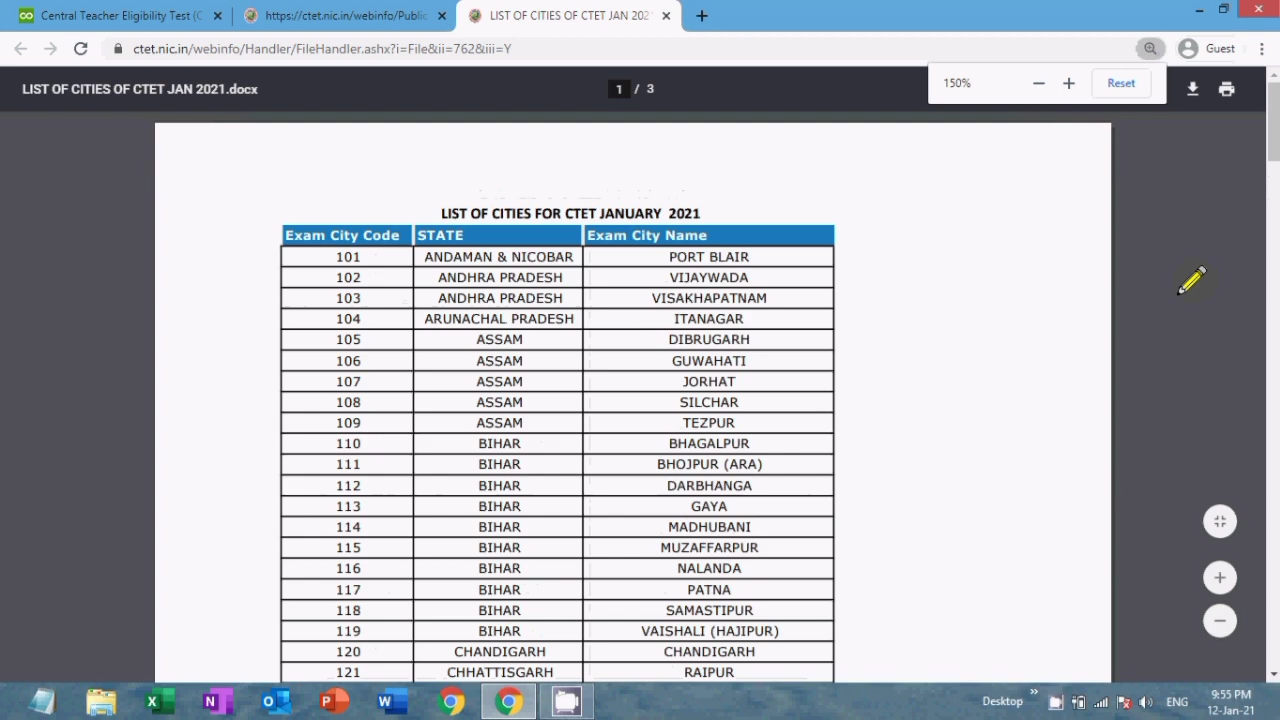 Central Teacher Eligibility Test (C
https://ctet.nic.in/webinfo/Public
LIST OF CITIES OF CTET JAN 202
ctet.nic.in/webinfo/Handler/FileHandler.ashx?i=File&ii=762&iii=Y
Guest
LIST OF CITIES OF CTET JAN 2021.docx
1 / 3
150%
Reset
LIST OF CITIES FOR CTET JANUARY 2021
Exam City Code STATE Exam City Name
101 ANDAMAN & NICOBAR PORT BLAIR
102 ANDHRA PRADESH VIJAYWADA
103 ANDHRA PRADESH VISAKHAPATNAM
104 ARUNACHAL PRADESH ITANAGAR
105 ASSAM DIBRUGARH
106 ASSAM GUWAHATI
107 ASSAM JORHAT
108 ASSAM SILCHAR
109 ASSAM TEZPUR
110 BIHAR BHAGALPUR
111 BIHAR BHOJPUR (ARA)
112 BIHAR DARBHANGA
113 BIHAR GAYA
114 BIHAR MADHUBANI
115 BIHAR MUZAFFARPUR
116 BIHAR NALANDA
117 BIHAR PATNA
118 BIHAR SAMASTIPUR
119 BIHAR VAISHALI (HAJIPUR)
120 CHANDIGARH CHANDIGARH
121 CHHATTISGARH RAIPUR
Desktop
ENG
9:55 PM
12-Jan-21